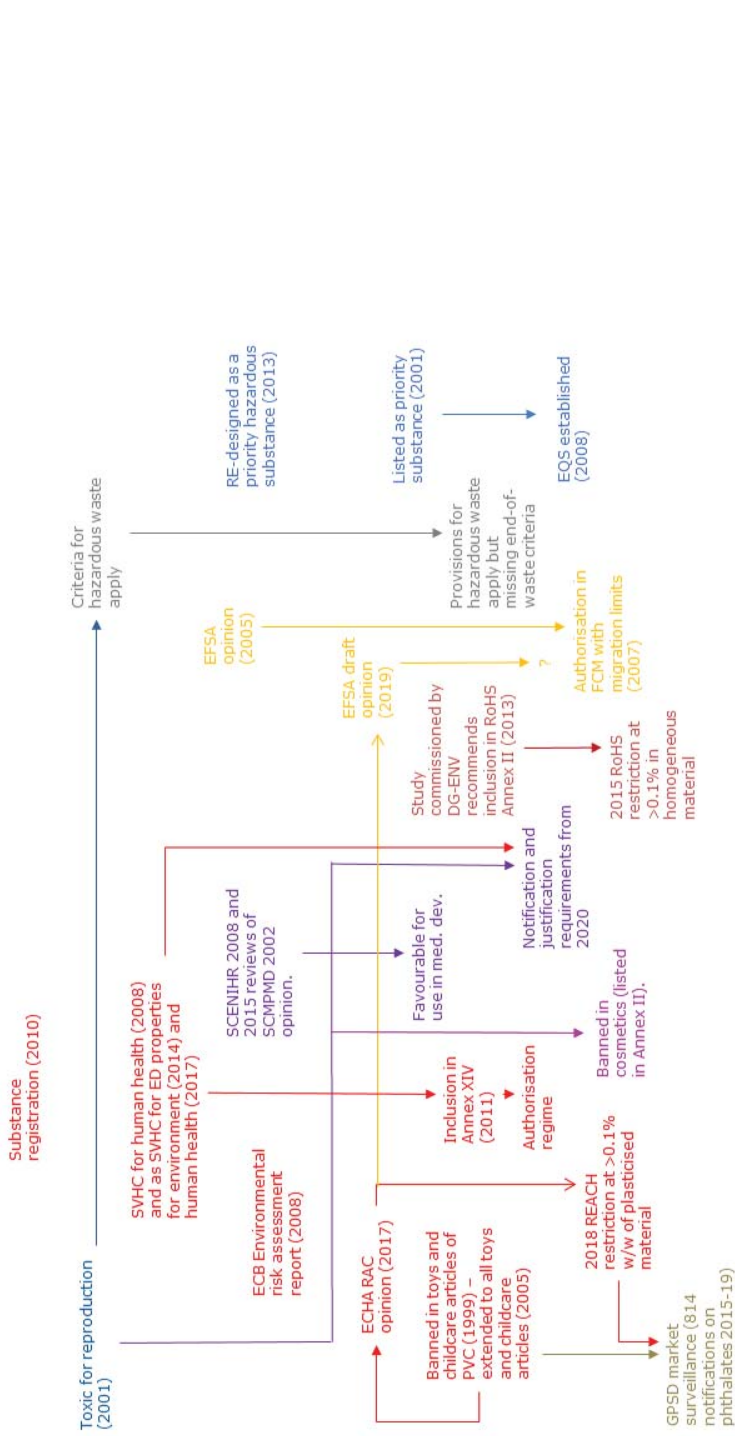 Substance
registration (2010)
Toxic for reproduction
(2001)
Criteria for
hazardous waste
apply
SVHC for human health (2008)
and as SVHC for ED properties
for environment (2014) and
human health (2017)
ECB Environmental
risk assessment
report (2008)
SCENIHR 2008 and
2015 reviews of
SCMPMD 2002
opinion.
EFSA
opinion
(2005)
RE-designed as a
priority hazardous
substance (2013)
ECHA RAC
opinion (2017)
EFSA draft
opinion
(2019)
Listed as priority
substance (2001)
Banned in toys and
childcare articles of
PVC (1999) –
extended to all toys
and childcare
articles (2005)
Inclusion in
Annex XIV
(2011)
Authorisation
regime
Favourable for
use in med. dev.
Study
commissioned by
DG-ENV
recommends
inclusion in RoHS
Annex II (2013)
Provisions for
hazardous waste
apply but
missing end-of-
waste criteria
?
Notification and
justification
requirements from
2020
EQS established
(2008)
2018 REACH
restriction at >0.1%
w/w of plasticised
material
Banned in
cosmetics (listed
in Annex II).
2015 RoHS
restriction at
>0.1% in
homogeneous
material
Authorisation in
FCM with
migration limits
(2007)
GPSD market
surveillance (814
notifications on
phthalates 2015-19)